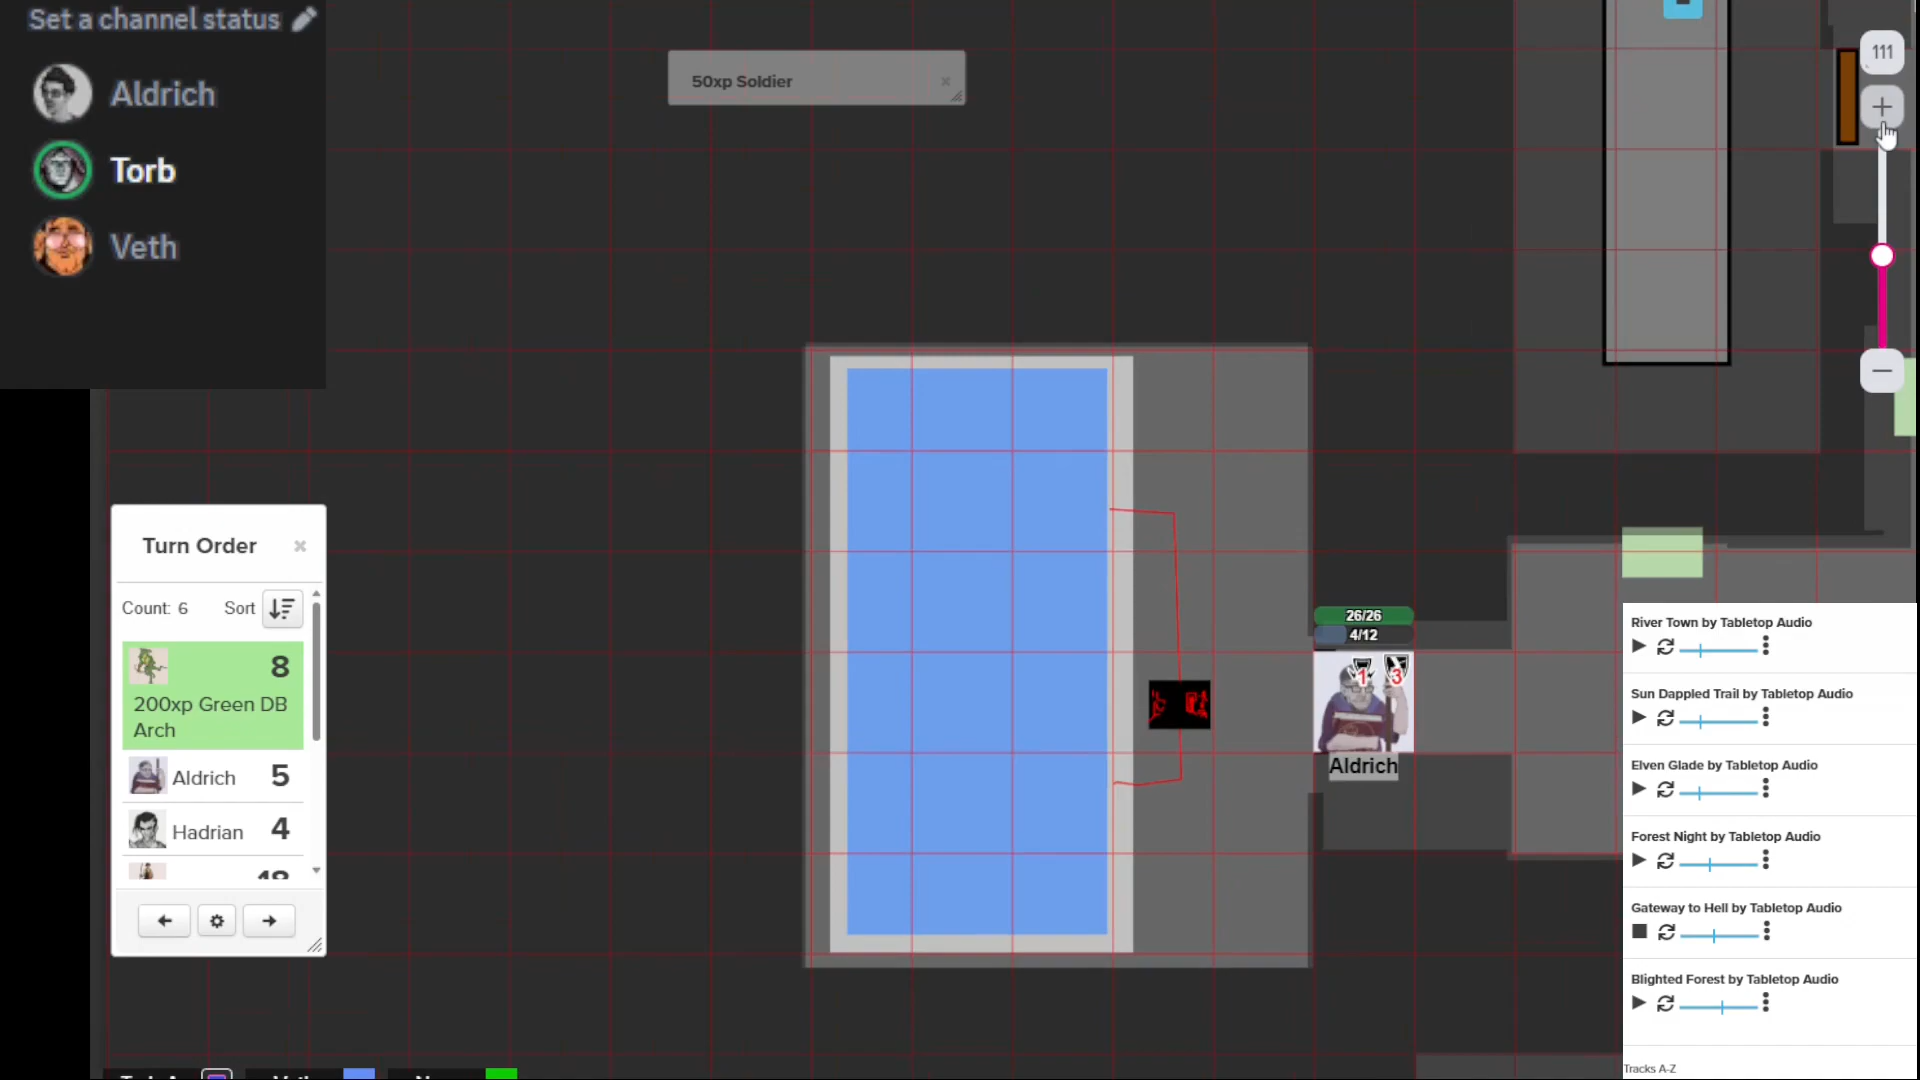 Set a channel status
Aldrich
Torb
Veth
50xp Soldier
111
Turn Order
Count: 6 Sort
8
200xp Green DB
Arch
Aldrich 5
Hadrian 4
26/26
4/12
1 3
Aldrich
River Town by Tabletop Audio
Sun Dappled Trail by Tabletop Audio
Elven Glade by Tabletop Audio
Forest Night by Tabletop Audio
Gateway to Hell by Tabletop Audio
Blighted Forest by Tabletop Audio
Tracks A-Z